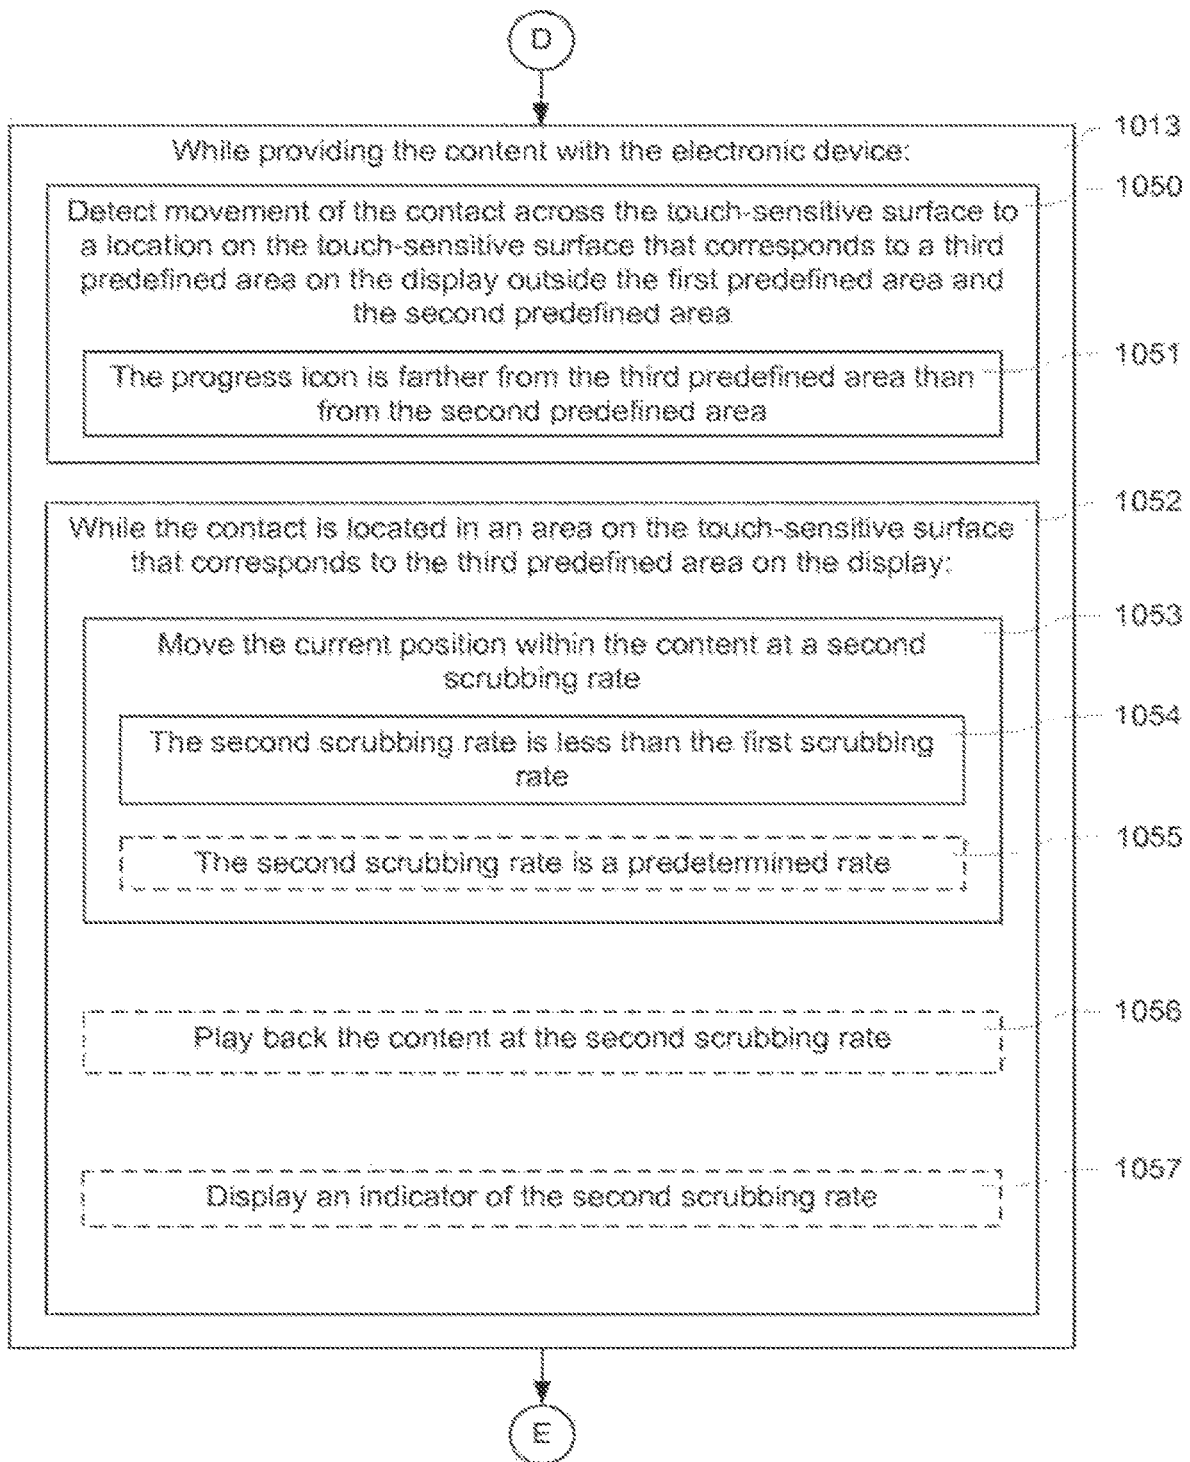 D
While providing the content with the electronic device:
1013
1050
Detect movement of the contact across the touch-sensitive surface to
a location on the touch-sensitive surface that corresponds to a third
predefined area on the display outside the first predefined area and
the second predefined area
1051
The progress icon is farther from the third predefined area than
from the second predefined area
1052
While the contact is located in an area on the touch-sensitive surface
that corresponds to the third predefined area on the display:
1053
Move the current position within the content at a second
scrubbing rate
1054
The second scrubbing rate is less than the first scrubbing
rate
1055
The second scrubbing rate is a predetermined rate
1056
Play back the content at the second scrubbing rate
1057
Display an indicator of the second scrubbing rate
E